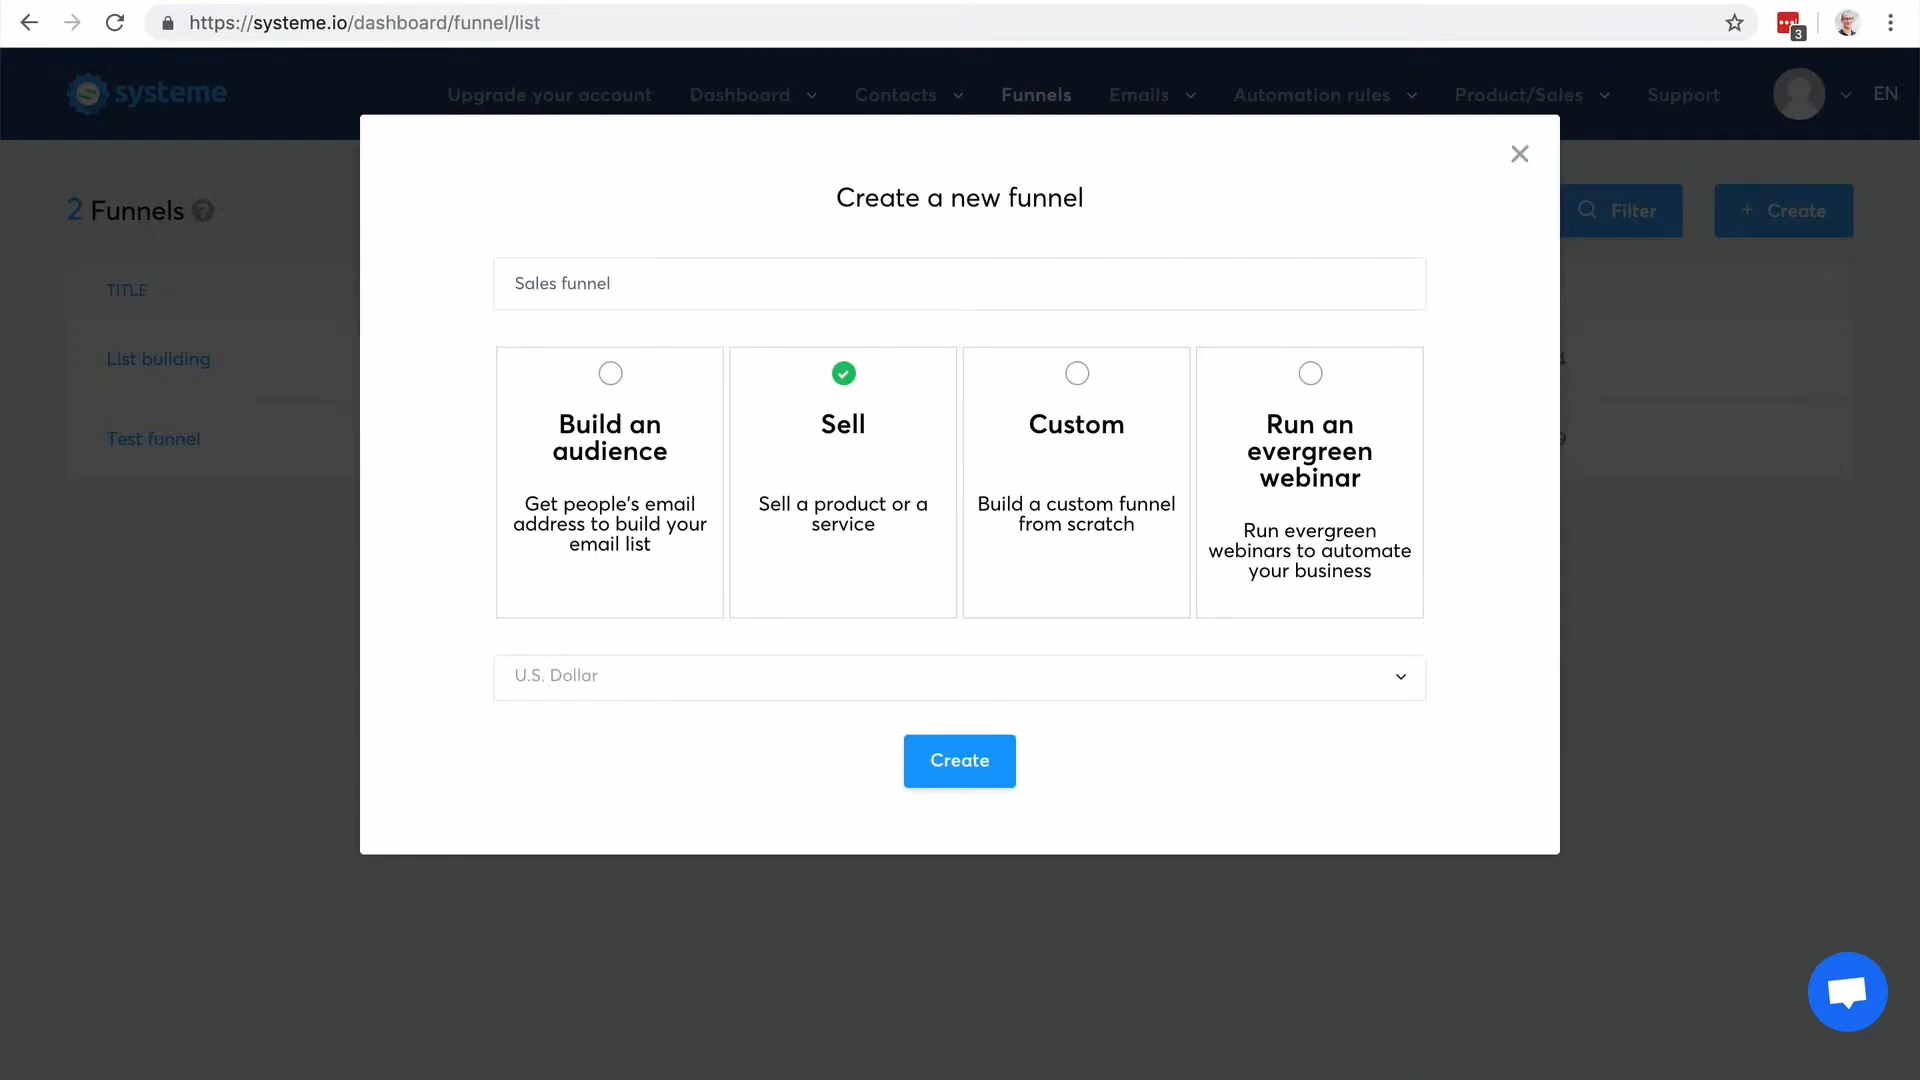 https://systeme.io/dashboard/funnel/list
3
systeme
Upgrade your account
Dashboard
Contacts
Funnels
Emails
Automation rules
Product/Sales
Support
EN
Create a new funnel
2 Funnels ?
Filter
+ Create
Sales funnel
TITLE
List building
4
Test funnel
9
Build an
audience
Get people's email
address to build your
email list
Sell
Sell a product or a
service
Custom
Build a custom funnel
from scratch
Run an
evergreen
webinar
Run evergreen
webinars to automate
your business
U.S. Dollar
Create